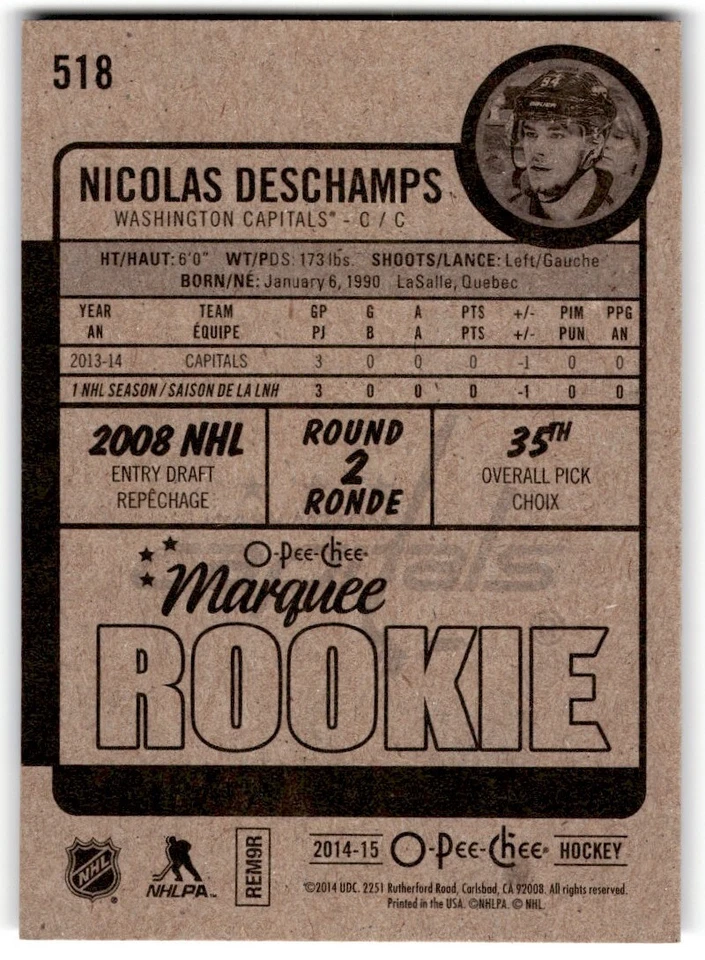 518
94
BAUER
NICOLAS DESCHAMPS
WASHINGTON CAPITALS® - C / C
HT/HAUT: 6'0" WT/PDS: 173 lbs. SHOOTS/LANCE: Left/Gauche
BORN/NÉ: January 6, 1990 LaSalle, Quebec
YEAR TEAM GP G A PTS +/- PIM PPG
AN ÉQUIPE PJ B A PTS +/- PUN AN
2013-14 CAPITALS 3 0 0 0 -1 0 0
1 NHL SEASON / SAISON DE LA LNH 3 0 0 0 -1 0 0
2008 NHL
ENTRY DRAFT
REPÊCHAGE
ROUND
2
RONDE
35TH
OVERALL PICK
CHOIX
O-Pee-Chee®
Marquee
ROOKIE
NHL
NHLPA
REM9R
2014-15 O-Pee-Chee® HOCKEY
©2014 UDC. 2251 Rutherford Road, Carlsbad, CA 92008. All rights reserved.
Printed in the USA. ©NHLPA. © NHL.